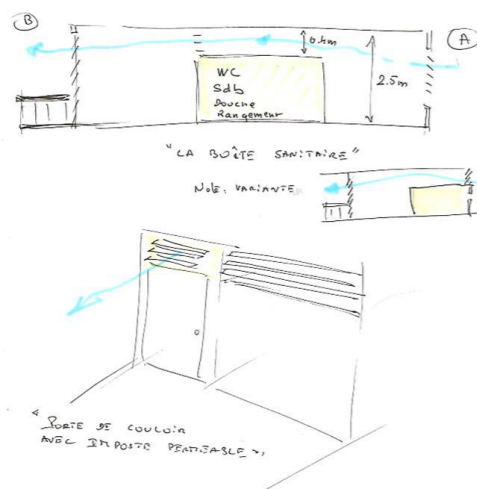 B
A
0.4m
2.5m
WC
Sdb
Douche
Rangement
"LA BOÎTE SANITAIRE"
NOTE: VARIANTE
"PORTE DE COULOIR
AVEC IMPOSTE PERMEABLE"